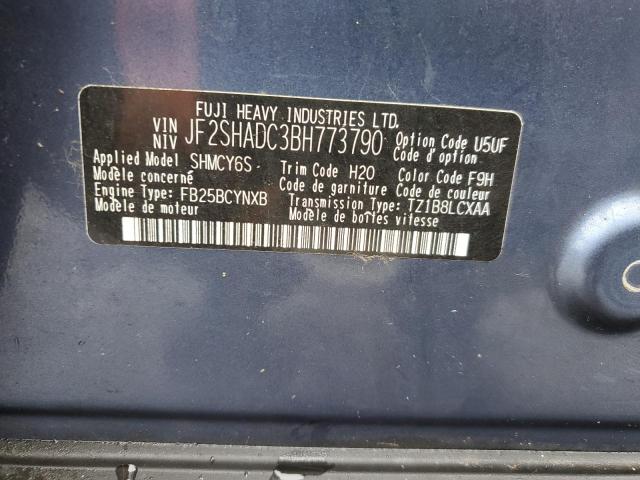 FUJI HEAVY INDUSTRIES LTD.
VIN NIV JF2SHADC3BH773790 Option Code U5UF
Code d'option
Applied Model SHMCY6S Trim Code H20 Color Code F9H
Modèle concerné Code de garniture Code de couleur
Engine Type: FB25BCYNXB Transmission Type: TZ1B8LCXAA
Modèle de moteur Modèle de boîtes vitesse